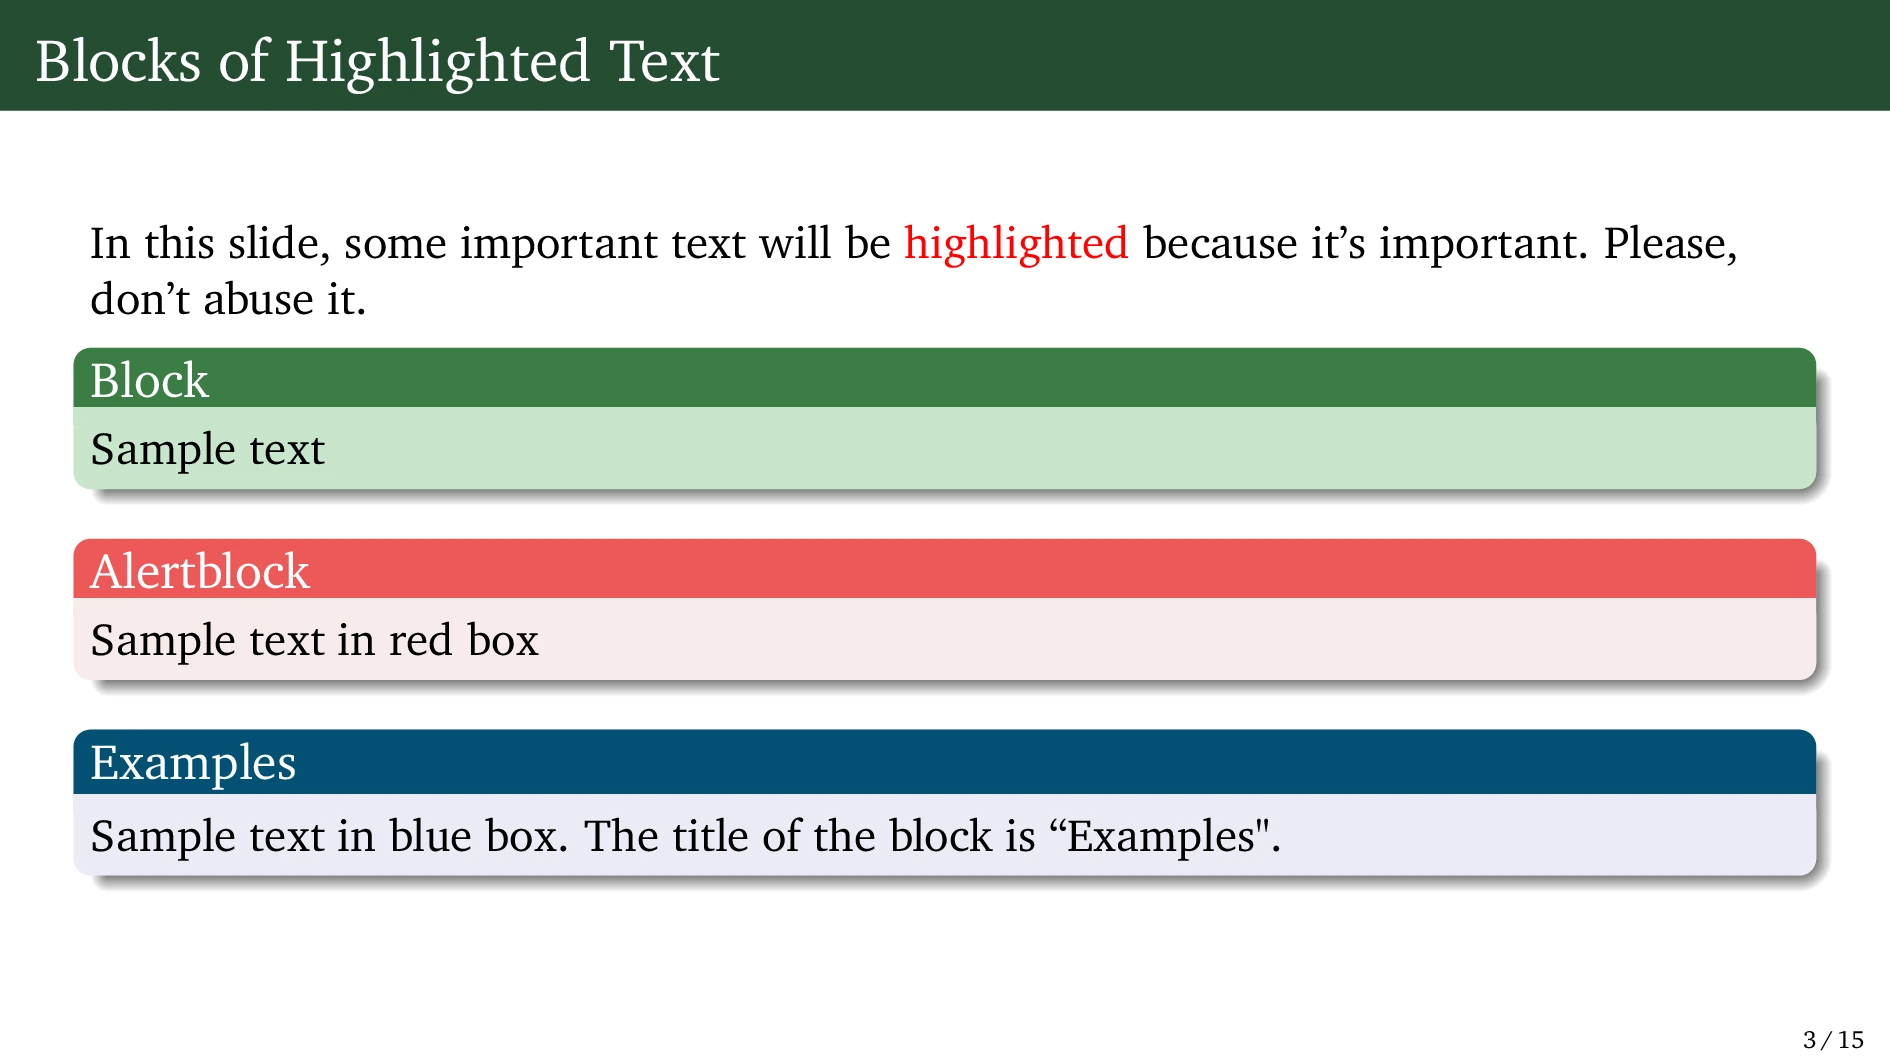 Blocks of Highlighted Text
In this slide, some important text will be highlighted because it’s important. Please,
don’t abuse it.
Block
Sample text
Alertblock
Sample text in red box
Examples
Sample text in blue box. The title of the block is “Examples".
3 / 15